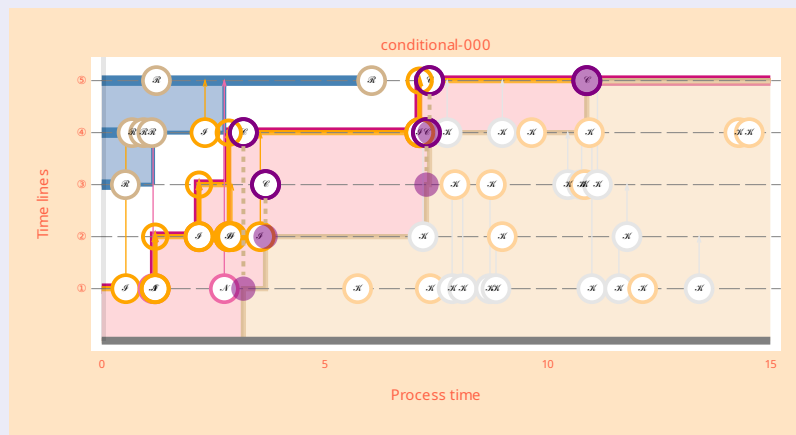 conditional-000
Time lines
⑤ ℛ ℛ 𝒞 𝒞
④ ℛ ℛ ℛ ℐ 𝒞 𝒞 𝒦 𝒦 𝒦 𝒦 𝒦 𝒦
③ ℛ 𝒞 𝒦 𝒦 𝒦 𝒦
② ℐ ℐ 𝒦 𝒦 𝒦
① ℐ 𝒩 𝒦 𝒦 𝒦 𝒦 𝒦 𝒦 𝒦 𝒦 𝒦 𝒦
0 5 10 15
Process time